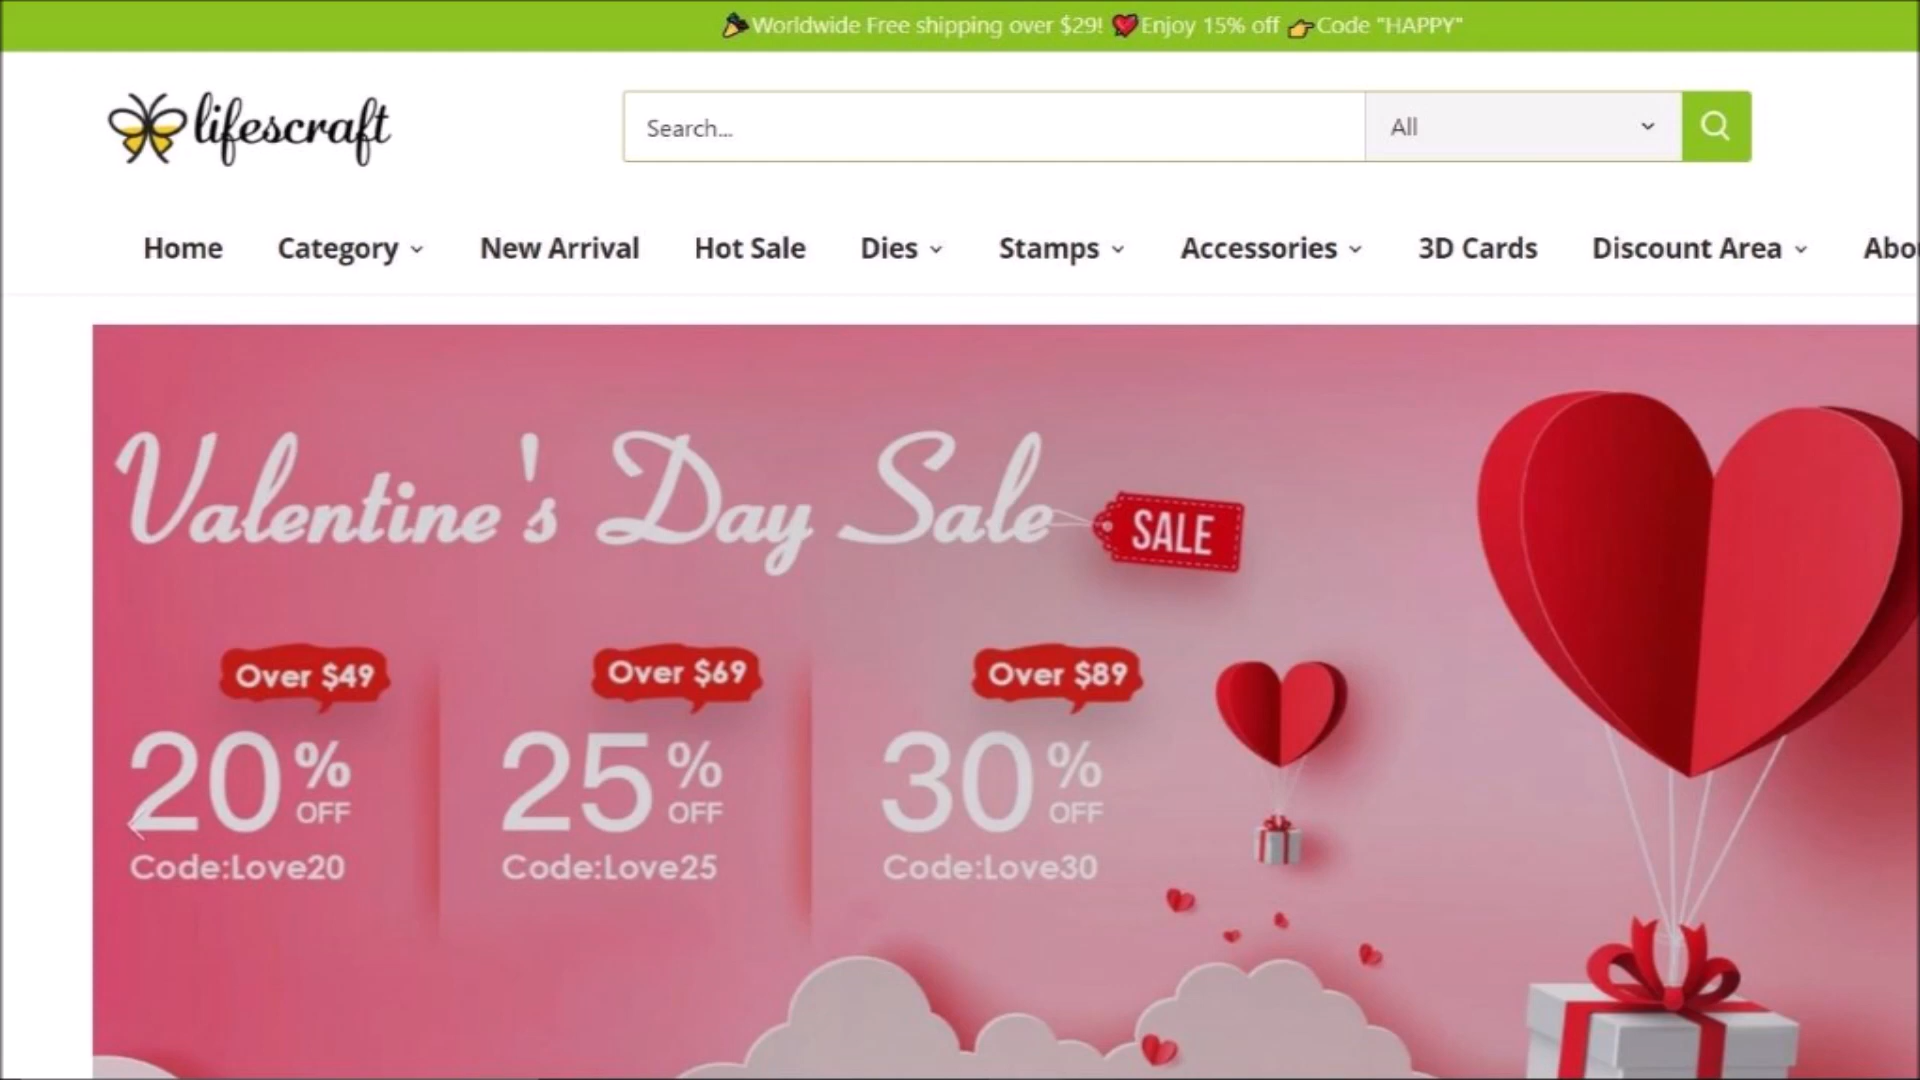 Worldwide Free shipping over $29! Enjoy 15% off Code "HAPPY"
lifescraft
Search...
All
Home Category New Arrival Hot Sale Dies Stamps Accessories 3D Cards Discount Area Abo
Valentine's Day Sale
SALE
Over $49 Over $69 Over $89
20% OFF 25% OFF 30% OFF
Code:Love20 Code:Love25 Code:Love30